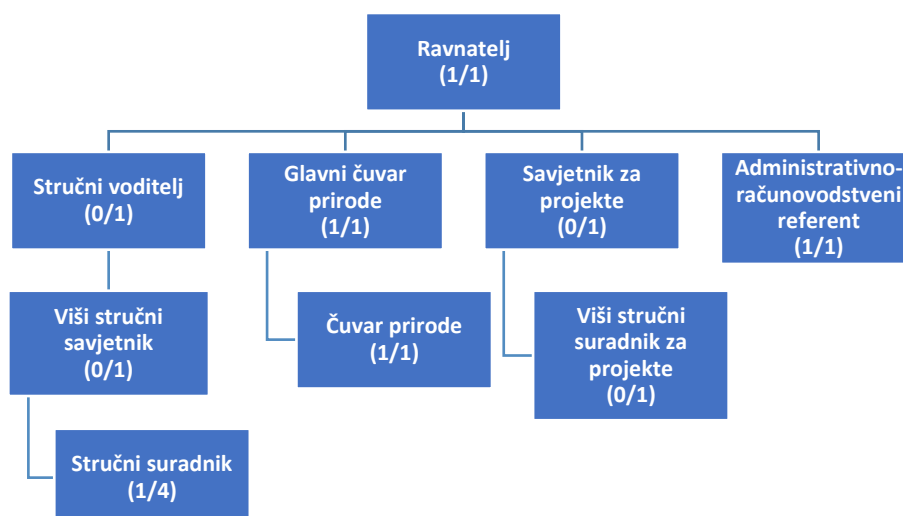 Ravnatelj
(1/1)
Stručni voditelj
(0/1)
Glavni čuvar
prirode
(1/1)
Savjetnik za
projekte
(0/1)
Administrativno-
računovodstveni
referent
(1/1)
Viši stručni
savjetnik
(0/1)
Čuvar prirode
(1/1)
Viši stručni
suradnik za
projekte
(0/1)
Stručni suradnik
(1/4)